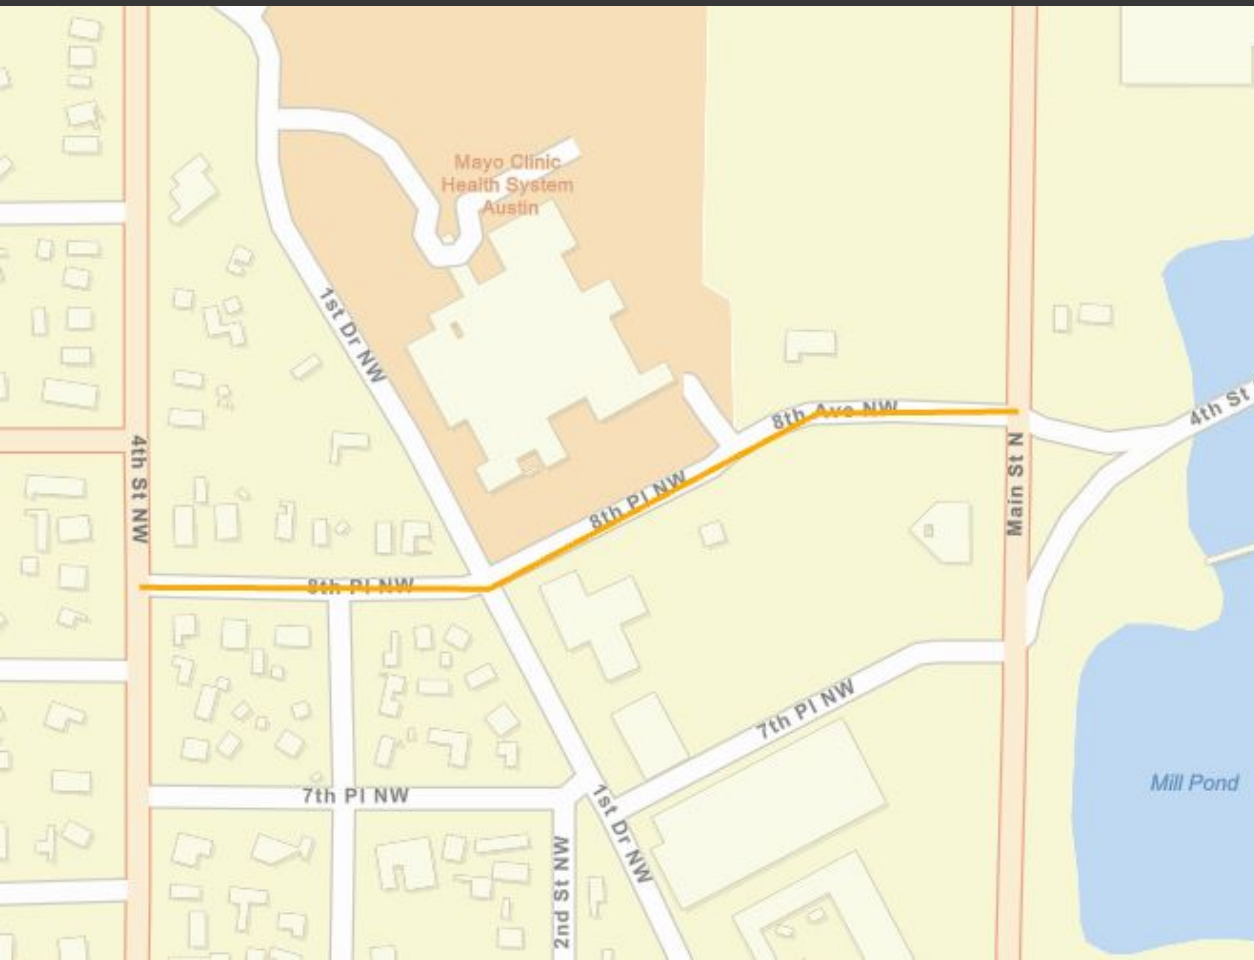 Mayo Clinic
Health System
Austin
1st Dr NW
8th Ave NW
4th St
4th St NW
Main St N
8th Pl NW
8th Pl NW
7th Pl NW
Mill Pond
7th Pl NW
1st Dr NW
2nd St NW